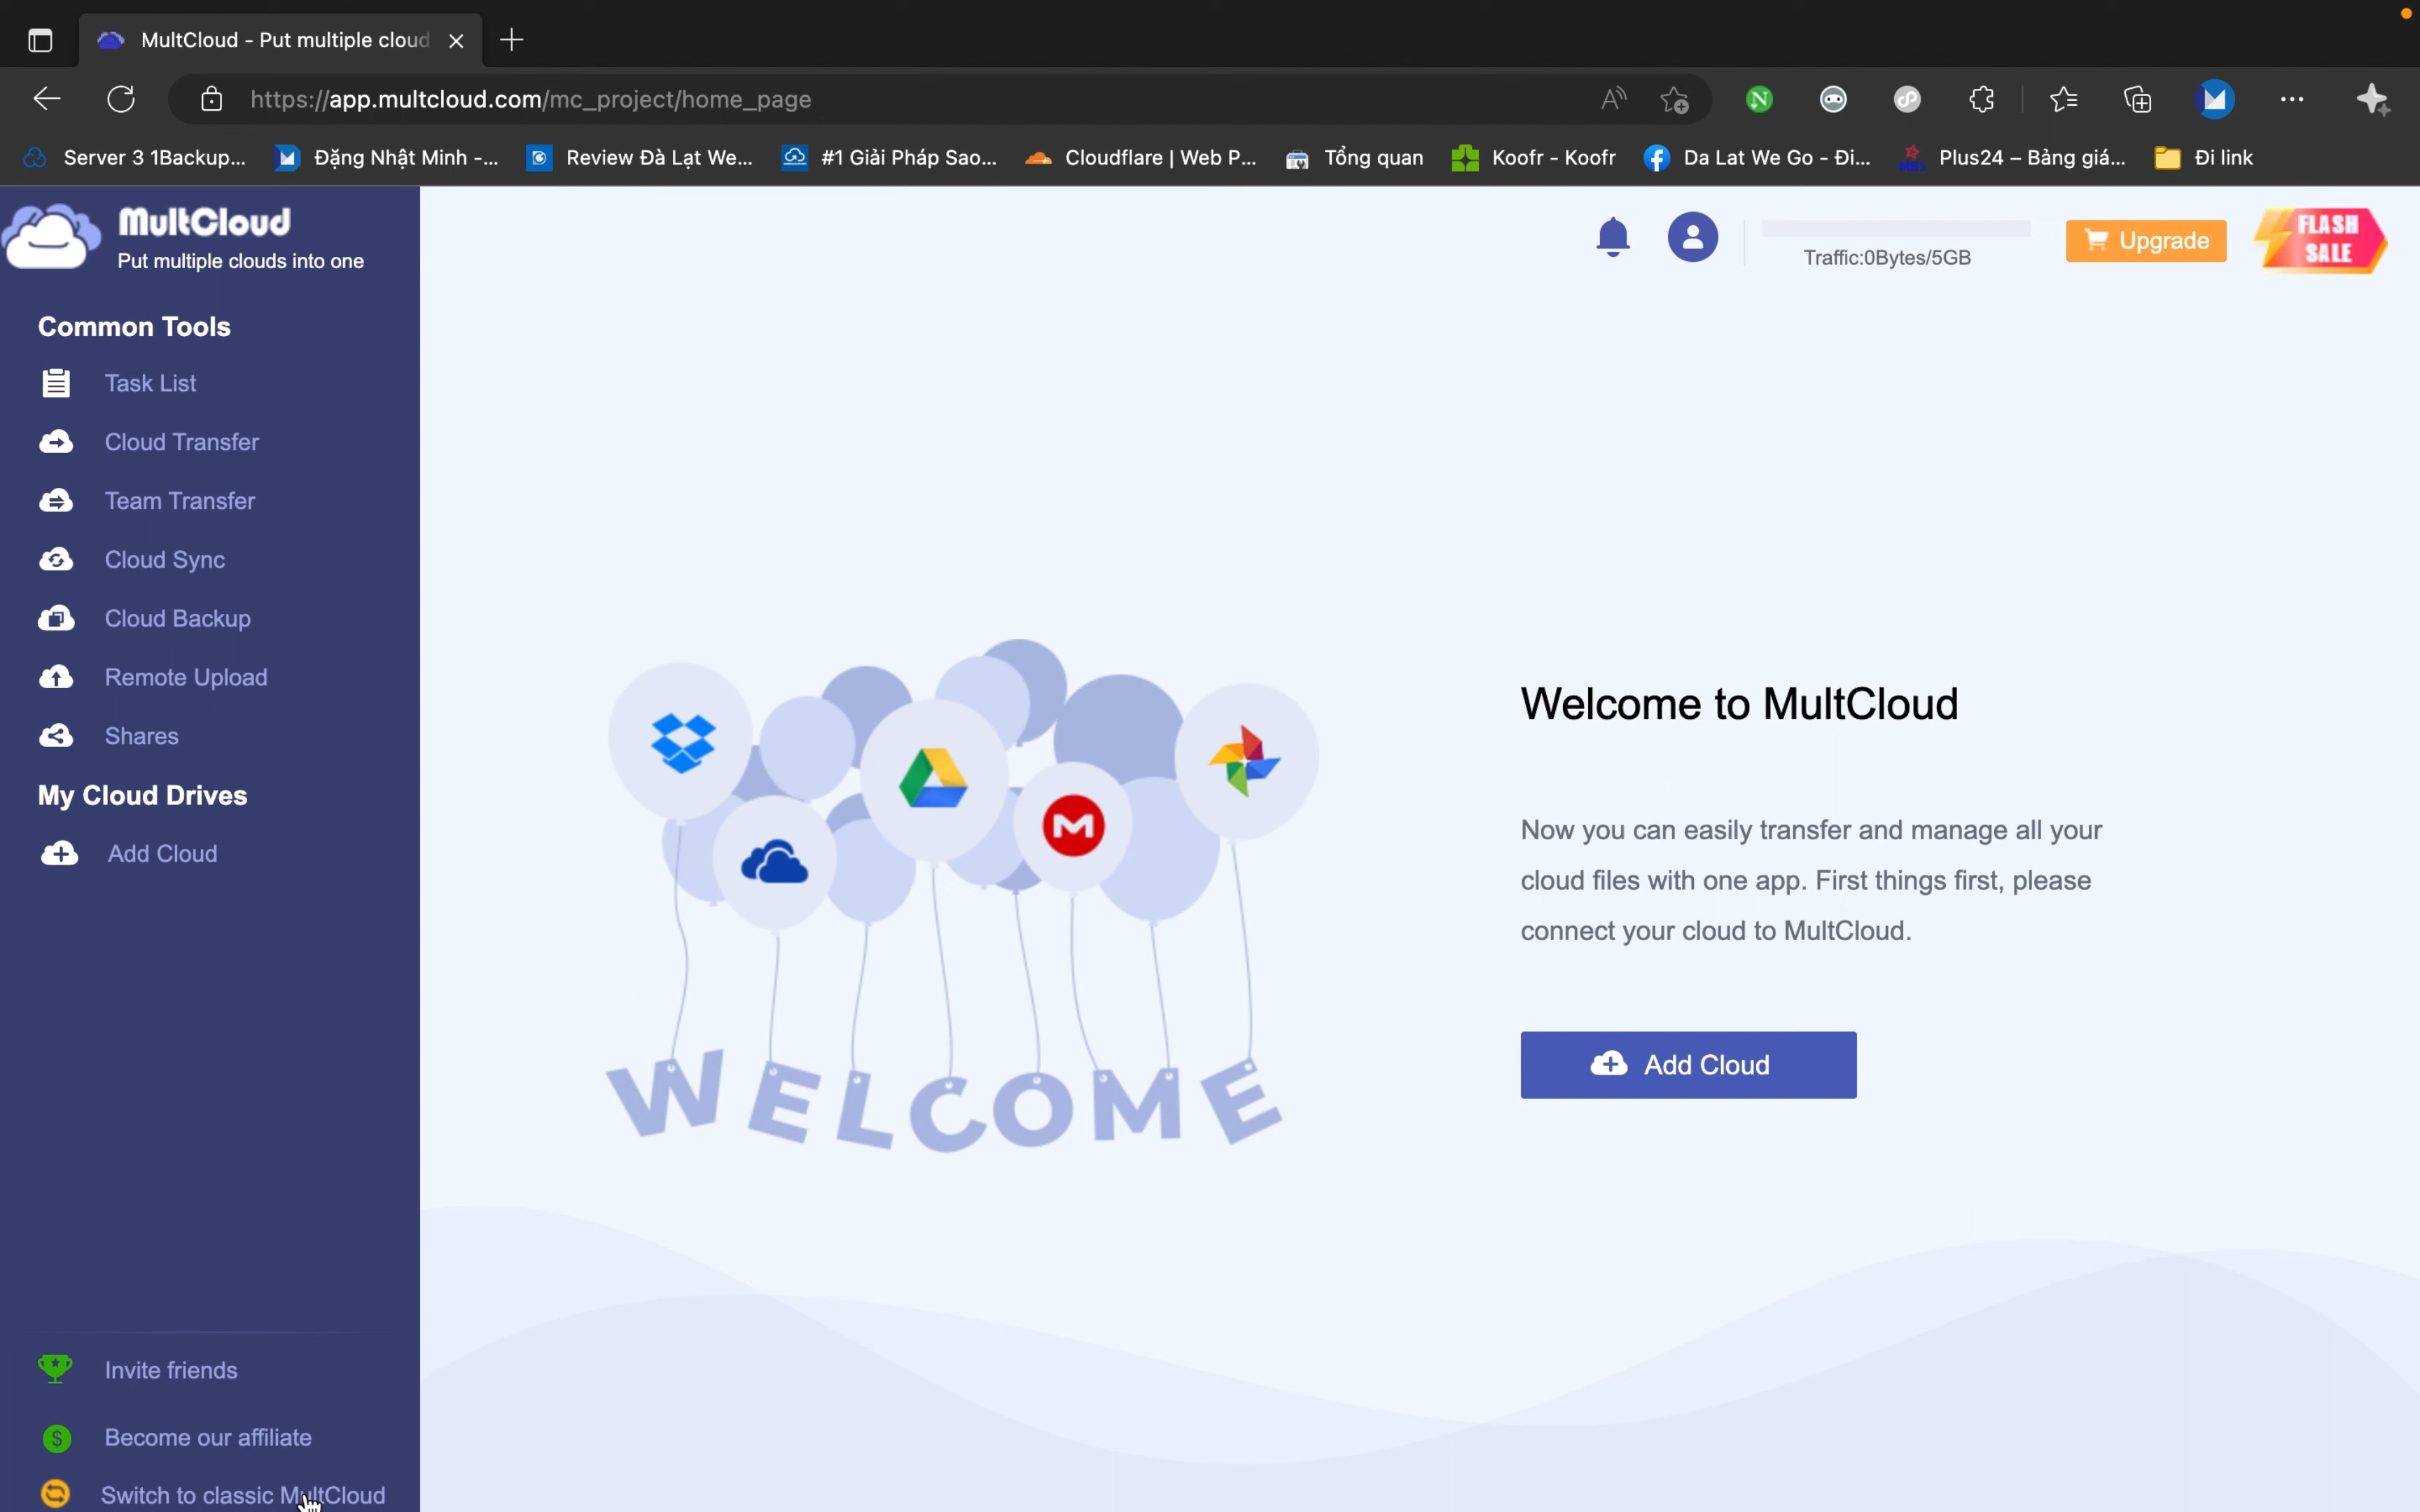 MultCloud - Put multiple cloud
https://app.multcloud.com/mc_project/home_page
Server 3 1Backup...
Đặng Nhật Minh -...
Review Đà Lạt We...
#1 Giải Pháp Sao...
Cloudflare | Web P...
Tổng quan
Koofr - Koofr
Da Lat We Go - Đi...
Plus24 – Bảng giá...
Đi link
MultCloud
Put multiple clouds into one
Traffic:0Bytes/5GB
Upgrade
FLASH
SALE
Common Tools
Task List
Cloud Transfer
Team Transfer
Cloud Sync
Cloud Backup
Remote Upload
Shares
My Cloud Drives
Add Cloud
WELCOME
Welcome to MultCloud
Now you can easily transfer and manage all your
cloud files with one app. First things first, please
connect your cloud to MultCloud.
Add Cloud
Invite friends
Become our affiliate
Switch to classic MultCloud